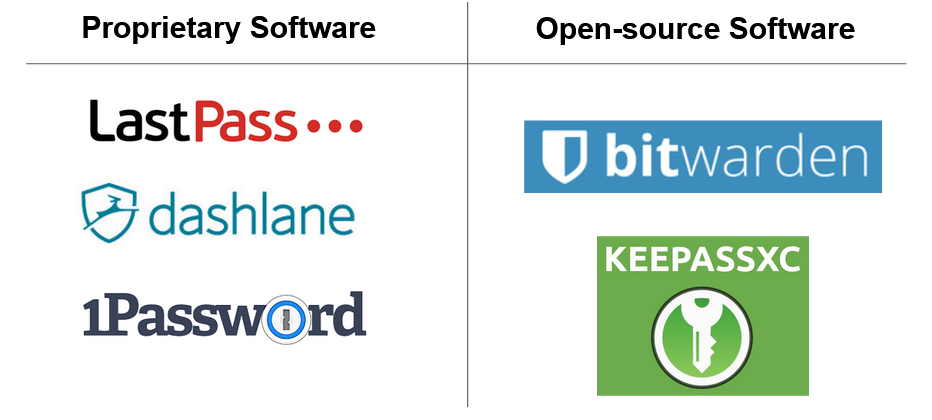 Proprietary Software
LastPass
dashlane
1Password
Open-source Software
bitwarden
KEEPASSXC